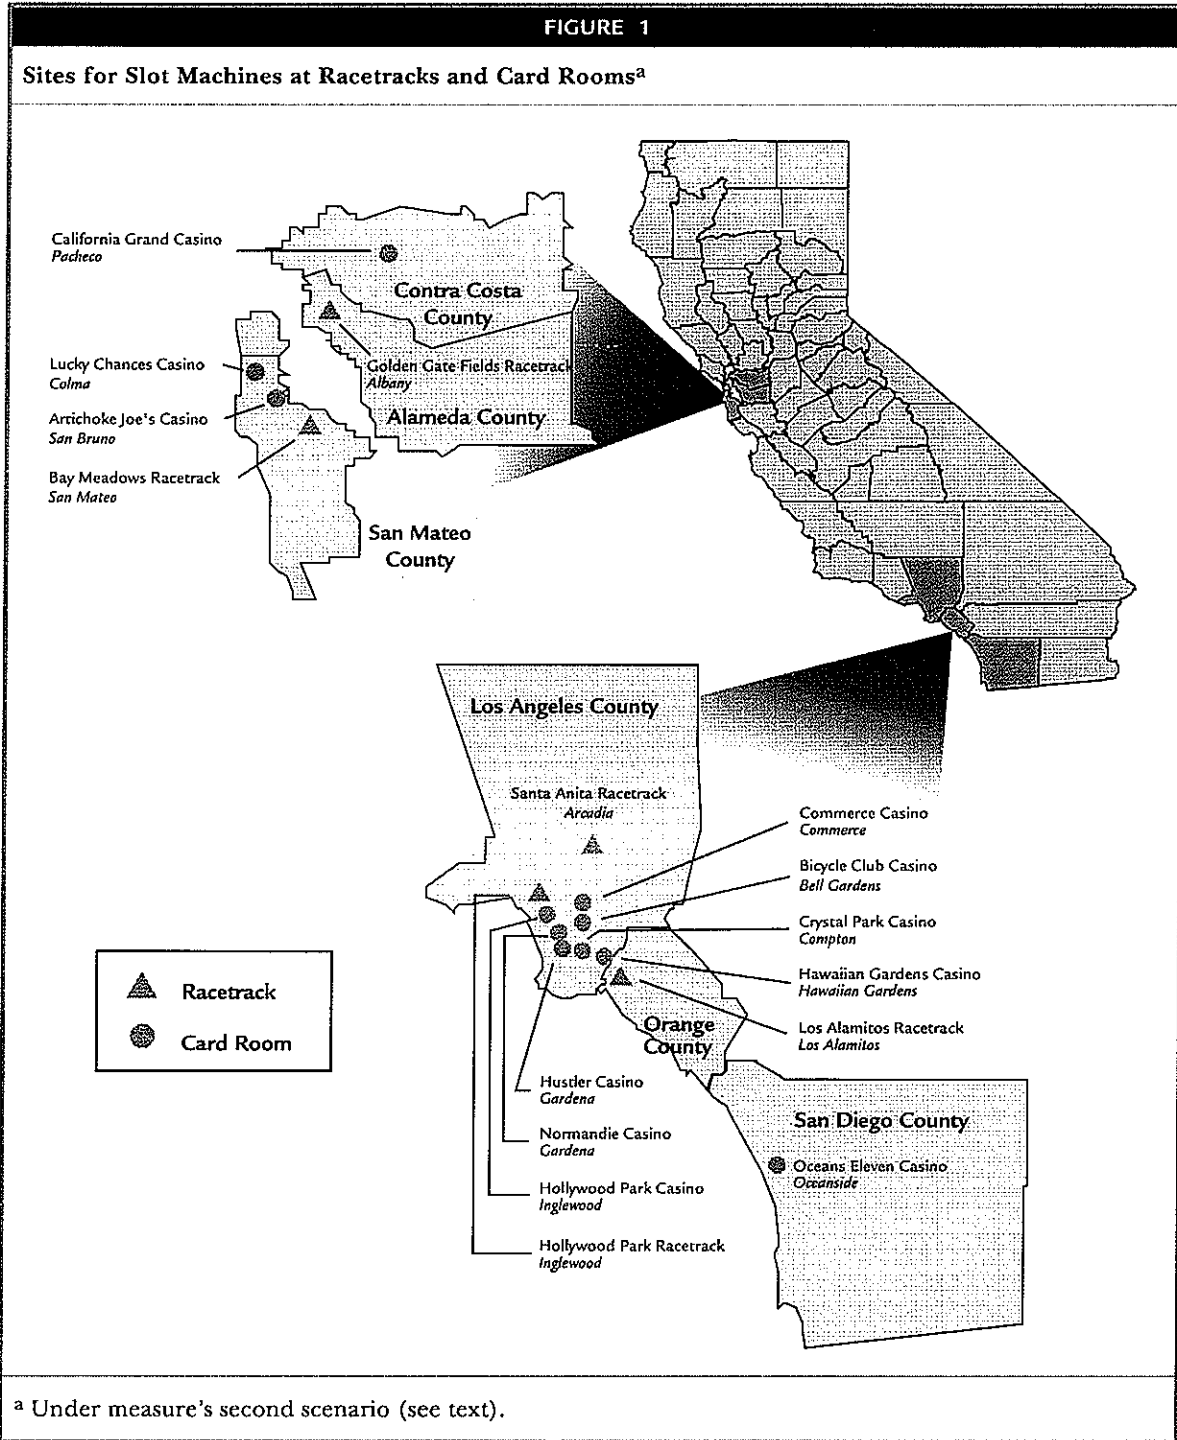 FIGURE 1
Sites for Slot Machines at Racetracks and Card Rooms^a
California Grand Casino
Pacheco
Contra Costa
County
Lucky Chances Casino
Colma
Golden Gate Fields Racetrack
Albany
Artichoke Joe's Casino
San Bruno
Alameda County
Bay Meadows Racetrack
San Mateo
San Mateo
County
Los Angeles County
Santa Anita Racetrack
Arcadia
Commerce Casino
Commerce
Bicycle Club Casino
Bell Gardens
Crystal Park Casino
Compton
Hawaiian Gardens Casino
Hawaiian Gardens
Los Alamitos Racetrack
Los Alamitos
Racetrack
Card Room
Orange
County
Hustler Casino
Gardena
Normandie Casino
Gardena
Hollywood Park Casino
Inglewood
Hollywood Park Racetrack
Inglewood
San Diego County
Oceans Eleven Casino
Oceanside
^a Under measure's second scenario (see text).